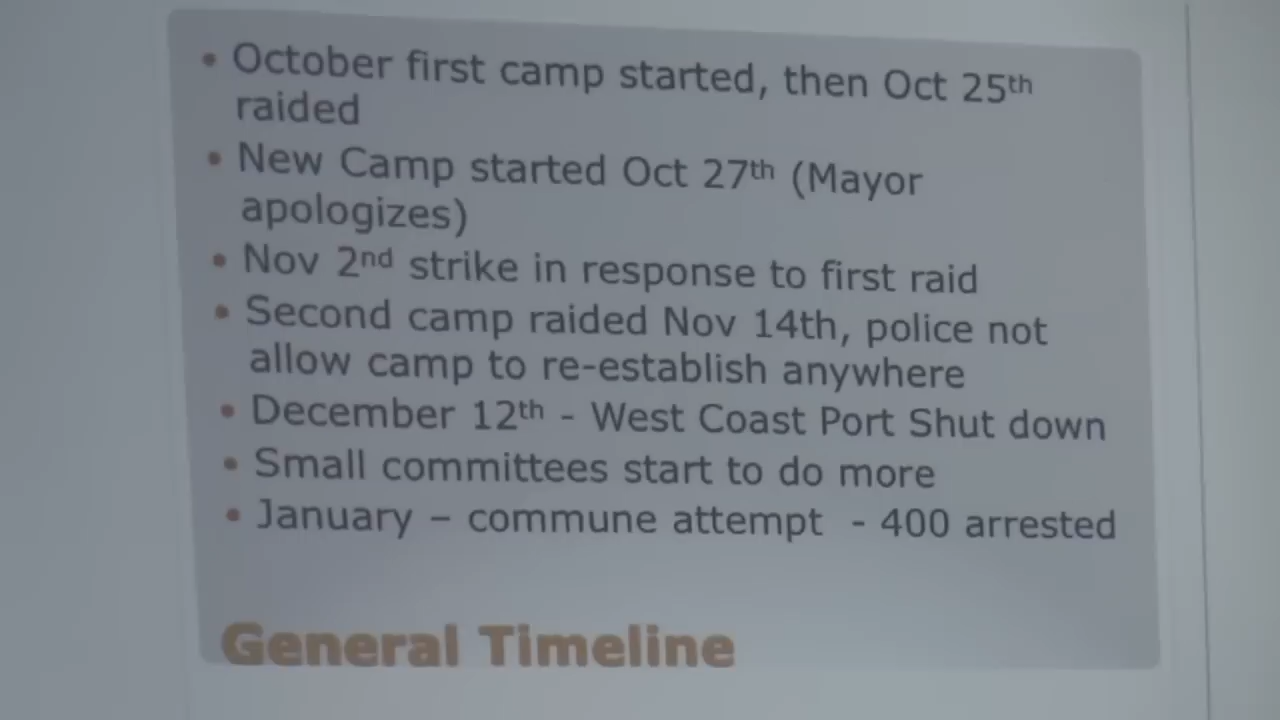 • October first camp started, then Oct 25th
raided
• New Camp started Oct 27th (Mayor
apologizes)
• Nov 2nd strike in response to first raid
• Second camp raided Nov 14th, police not
allow camp to re-establish anywhere
• December 12th - West Coast Port Shut down
• Small committees start to do more
• January – commune attempt - 400 arrested
General Timeline